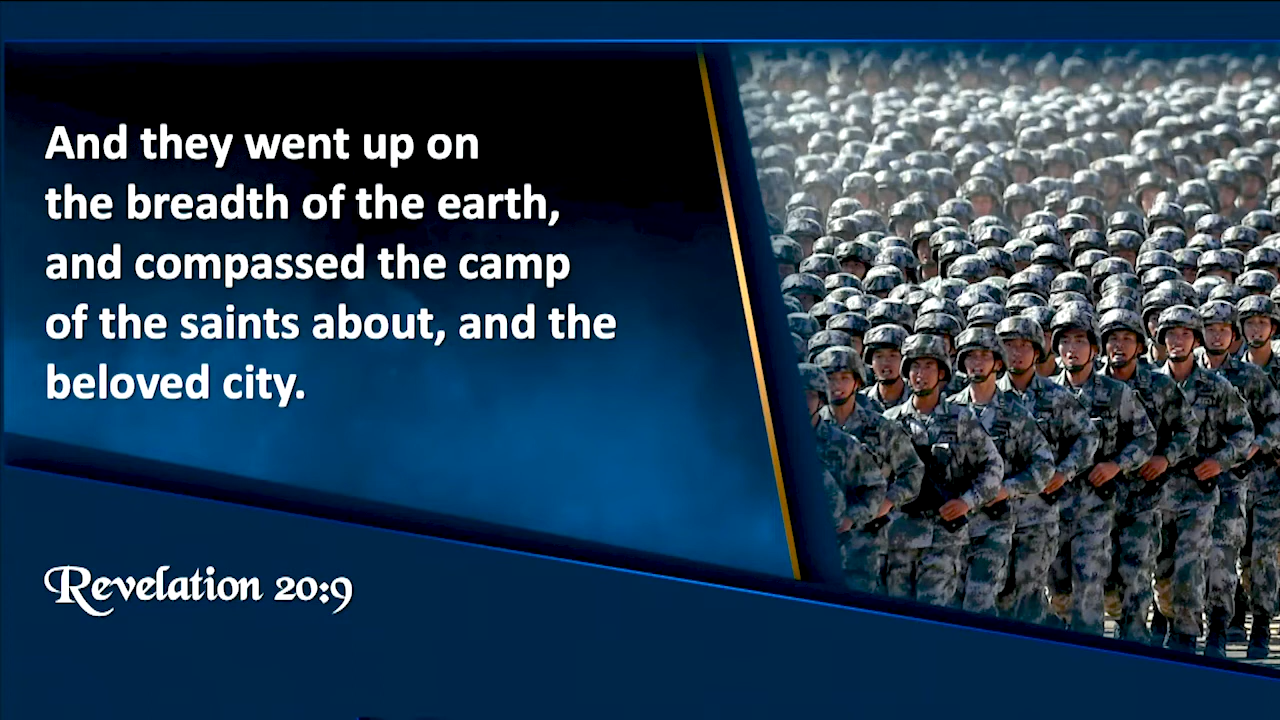 And they went up on
the breadth of the earth,
and compassed the camp
of the saints about, and the
beloved city.
Revelation 20:9